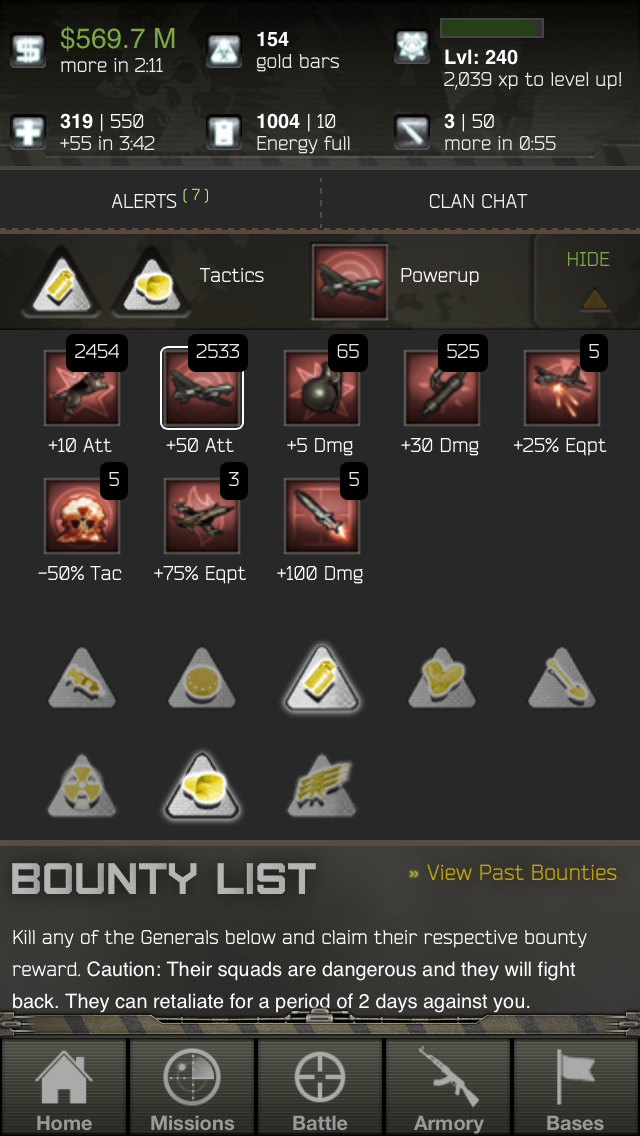 $569.7 M
more in 2:11
154
gold bars
Lvl: 240
2,039 xp to level up!
319 | 550
+55 in 3:42
1004 | 10
Energy full
3 | 50
more in 0:55
ALERTS (7)
CLAN CHAT
Tactics
Powerup
HIDE
2454
2533
65
525
5
+10 Att
+50 Att
+5 Dmg
+30 Dmg
+25% Eqpt
5
3
5
-50% Tac
+75% Eqpt
+100 Dmg
BOUNTY LIST
» View Past Bounties
Kill any of the Generals below and claim their respective bounty
reward. Caution: Their squads are dangerous and they will fight
back. They can retaliate for a period of 2 days against you.
Home
Missions
Battle
Armory
Bases